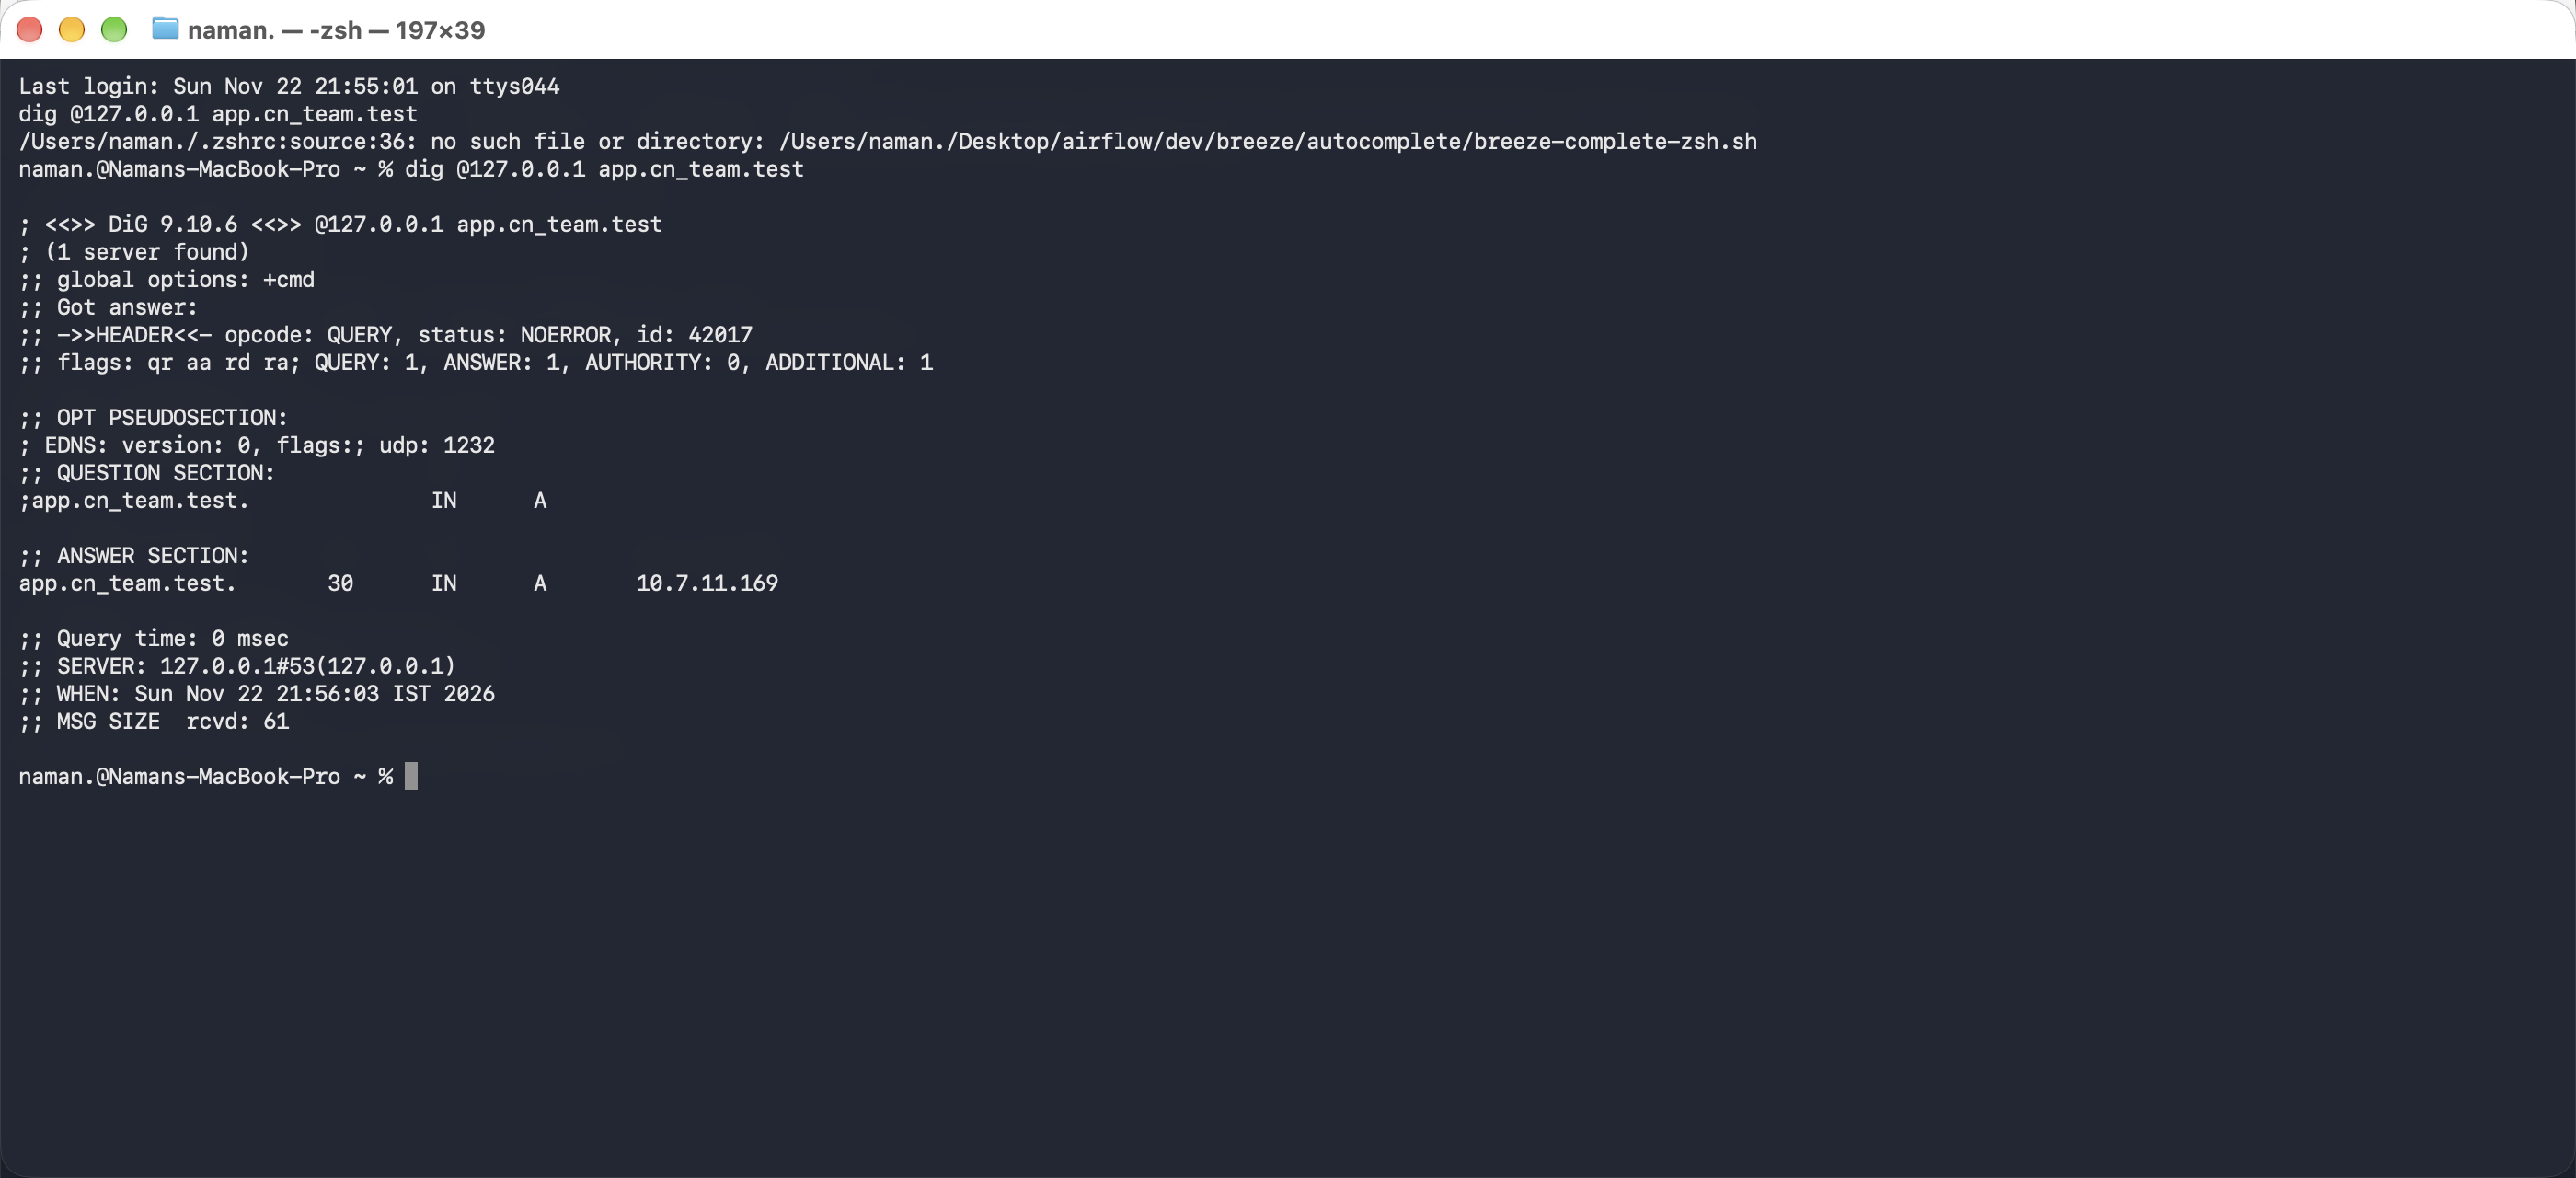 naman. — -zsh — 197×39
Last login: Sun Nov 22 21:55:01 on ttys044
dig @127.0.0.1 app.cn_team.test
/Users/naman./.zshrc:source:36: no such file or directory: /Users/naman./Desktop/airflow/dev/breeze/autocomplete/breeze-complete-zsh.sh
naman.@Namans-MacBook-Pro ~ % dig @127.0.0.1 app.cn_team.test

; <<>> DiG 9.10.6 <<>> @127.0.0.1 app.cn_team.test
; (1 server found)
;; global options: +cmd
;; Got answer:
;; ->>HEADER<<- opcode: QUERY, status: NOERROR, id: 42017
;; flags: qr aa rd ra; QUERY: 1, ANSWER: 1, AUTHORITY: 0, ADDITIONAL: 1

;; OPT PSEUDOSECTION:
; EDNS: version: 0, flags:; udp: 1232
;; QUESTION SECTION:
;app.cn_team.test.		IN	A

;; ANSWER SECTION:
app.cn_team.test.	30	IN	A	10.7.11.169

;; Query time: 0 msec
;; SERVER: 127.0.0.1#53(127.0.0.1)
;; WHEN: Sun Nov 22 21:56:03 IST 2026
;; MSG SIZE  rcvd: 61

naman.@Namans-MacBook-Pro ~ %